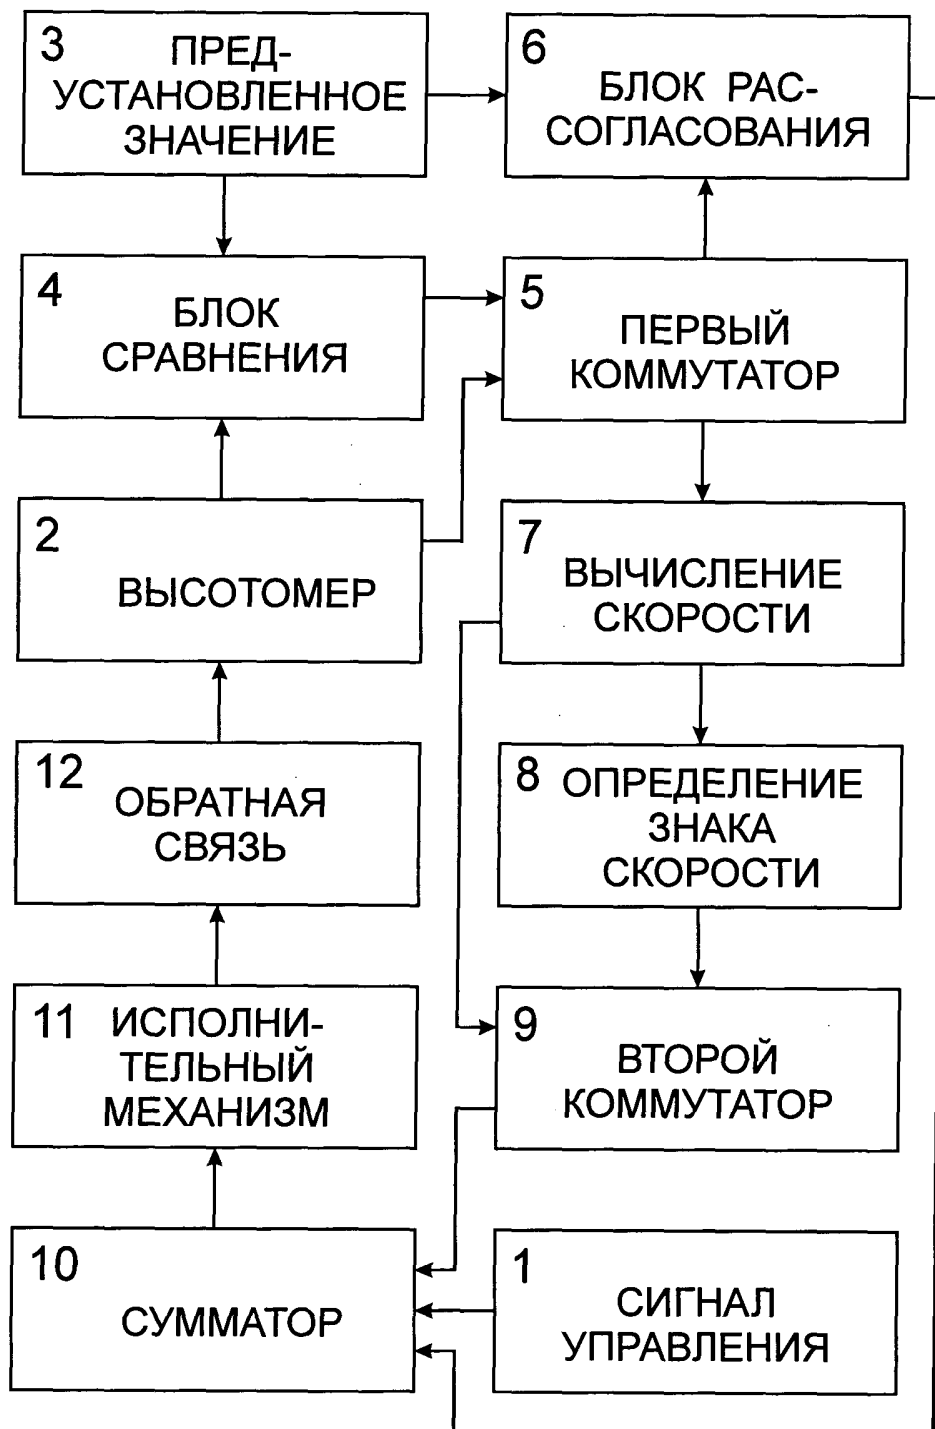 3
ПРЕД-
УСТАНОВЛЕННОЕ
ЗНАЧЕНИЕ
6
БЛОК РАС-
СОГЛАСОВАНИЯ
4
БЛОК
СРАВНЕНИЯ
5
ПЕРВЫЙ
КОММУТАТОР
2
ВЫСОТОМЕР
7
ВЫЧИСЛЕНИЕ
СКОРОСТИ
12
ОБРАТНАЯ
СВЯЗЬ
8 ОПРЕДЕЛЕНИЕ
ЗНАКА
СКОРОСТИ
11 ИСПОЛНИ-
ТЕЛЬНЫЙ
МЕХАНИЗМ
9
ВТОРОЙ
КОММУТАТОР
10
СУММАТОР
1
СИГНАЛ
УПРАВЛЕНИЯ